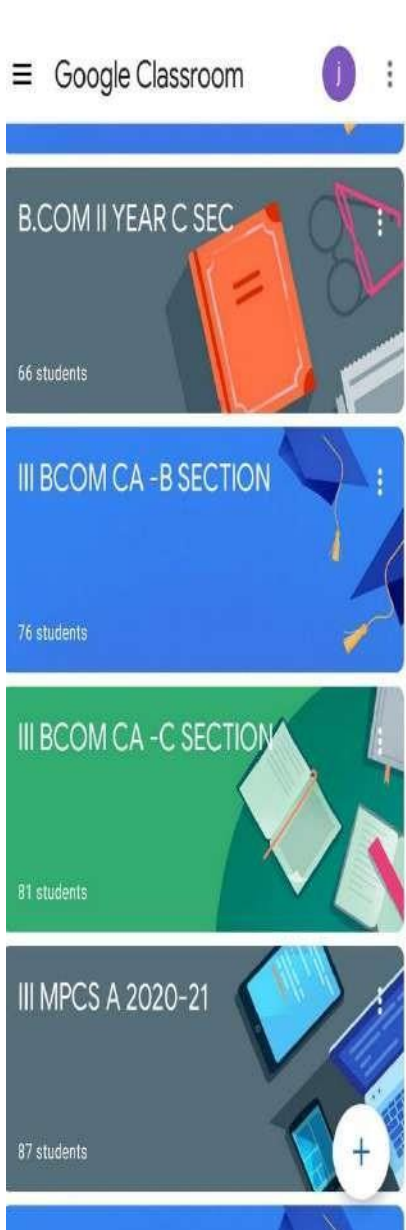 Google Classroom
j
B.COM II YEAR C SEC
66 students
III BCOM CA -B SECTION
76 students
III BCOM CA -C SECTION
81 students
III MPCS A 2020-21
87 students